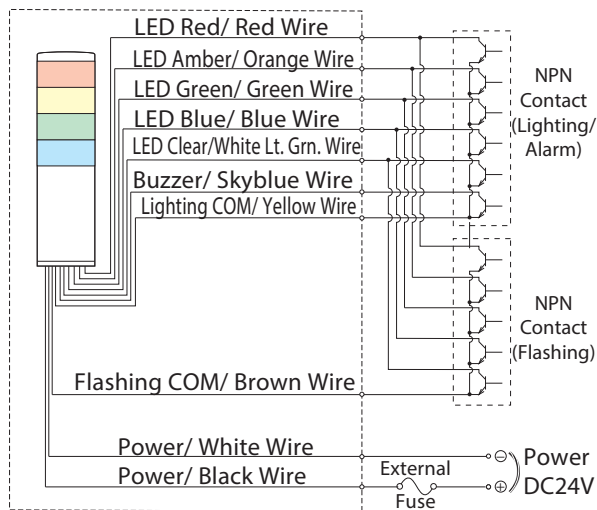 LED Red/ Red Wire
LED Amber/ Orange Wire
LED Green/ Green Wire
LED Blue/ Blue Wire
LED Clear/White Lt. Grn. Wire
Buzzer/ Skyblue Wire
Lighting COM/ Yellow Wire
NPN
Contact
(Lighting/
Alarm)
NPN
Contact
(Flashing)
Flashing COM/ Brown Wire
Power/ White Wire
Power/ Black Wire
External
Fuse
⊖ Power
⊕ DC24V